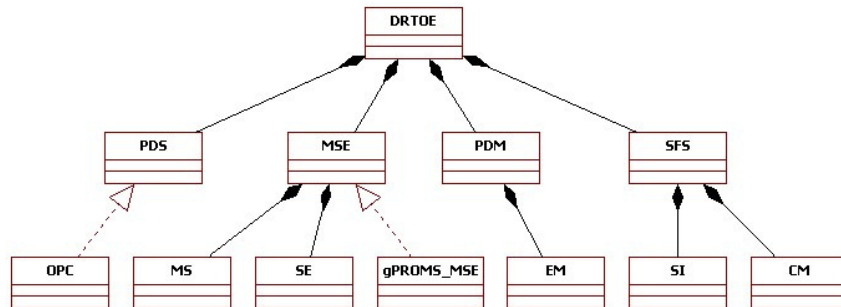 DRTOE
PDS MSE PDM SFS
OPC MS SE gPROMS_MSE EM SI CM